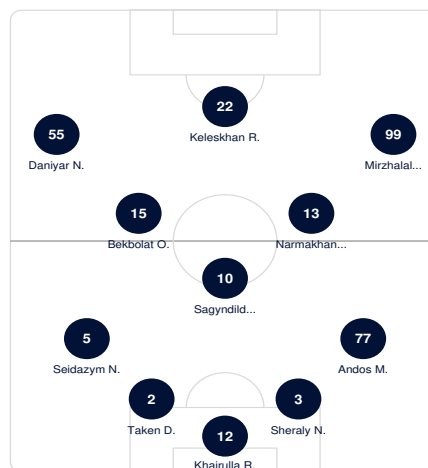 22
Keleskhan R.
55
Daniyar N.
99
Mirzhalal...
15
Bekbolat O.
13
Narmakhan...
10
Sagyndild...
5
Seidazym N.
77
Andos M.
2
Taken D.
3
Sheraly N.
12
Khairulla R.